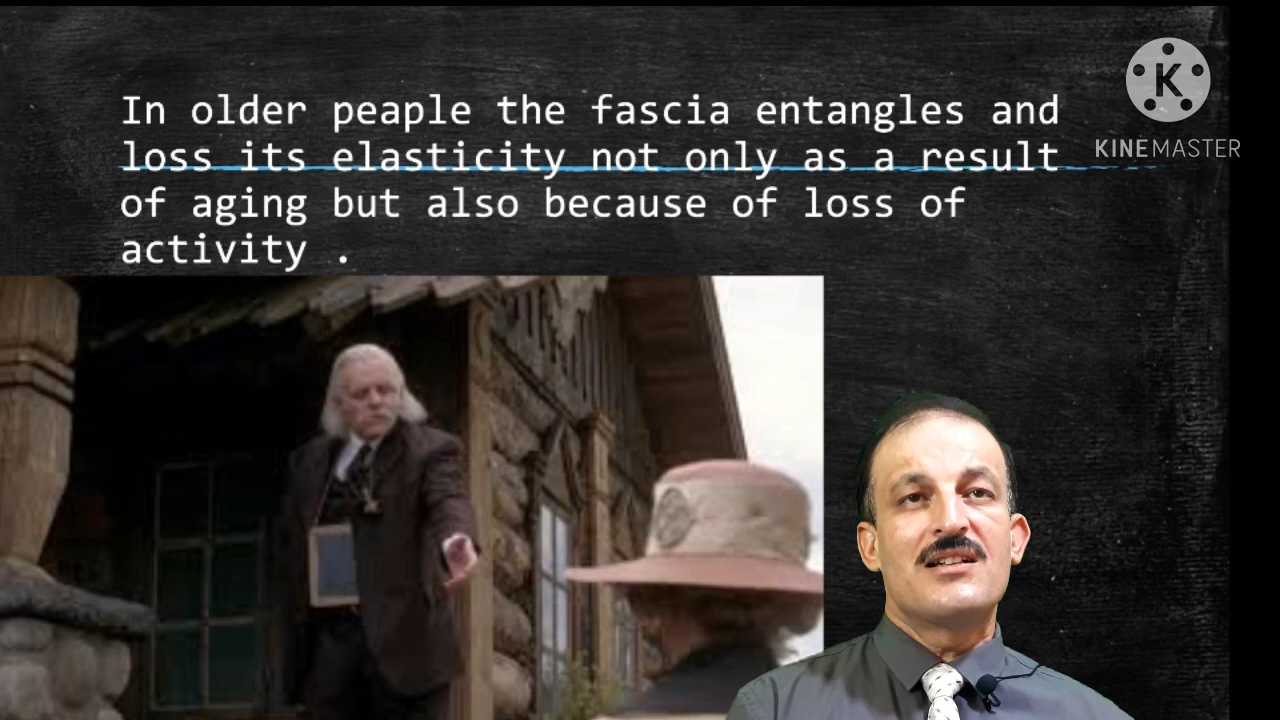 In older peaple the fascia entangles and
loss its elasticity not only as a result
of aging but also because of loss of
activity .
K
KINEMASTER